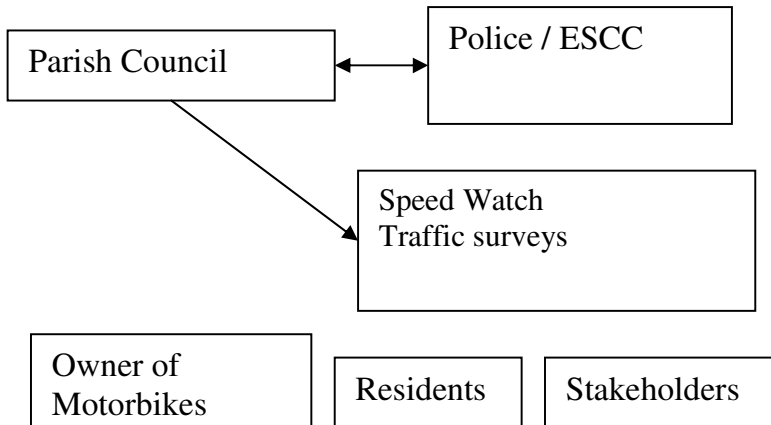 Parish Council
Police / ESCC
Speed Watch
Traffic surveys
Owner of
Motorbikes
Residents
Stakeholders